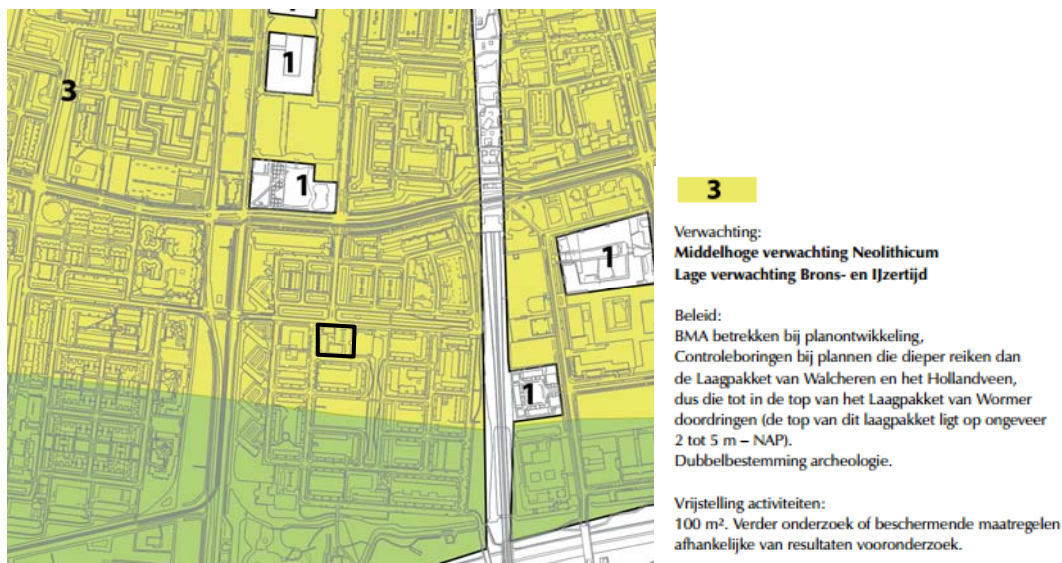 1
3
1
1
1
3
Verwachting:
Middelhoge verwachting Neolithicum
Lage verwachting Brons- en IJzertijd
Beleid:
BMA betrekken bij planontwikkeling,
Controleboringen bij plannen die dieper reiken dan
de Laagpakket van Walcheren en het Hollandveen,
dus die tot in de top van het Laagpakket van Wormer
doordringen (de top van dit laagpakket ligt op ongeveer
2 tot 5 m – NAP).
Dubbelbestemming archeologie.
Vrijstelling activiteiten:
100 m². Verder onderzoek of beschermende maatregelen
afhankelijke van resultaten vooronderzoek.